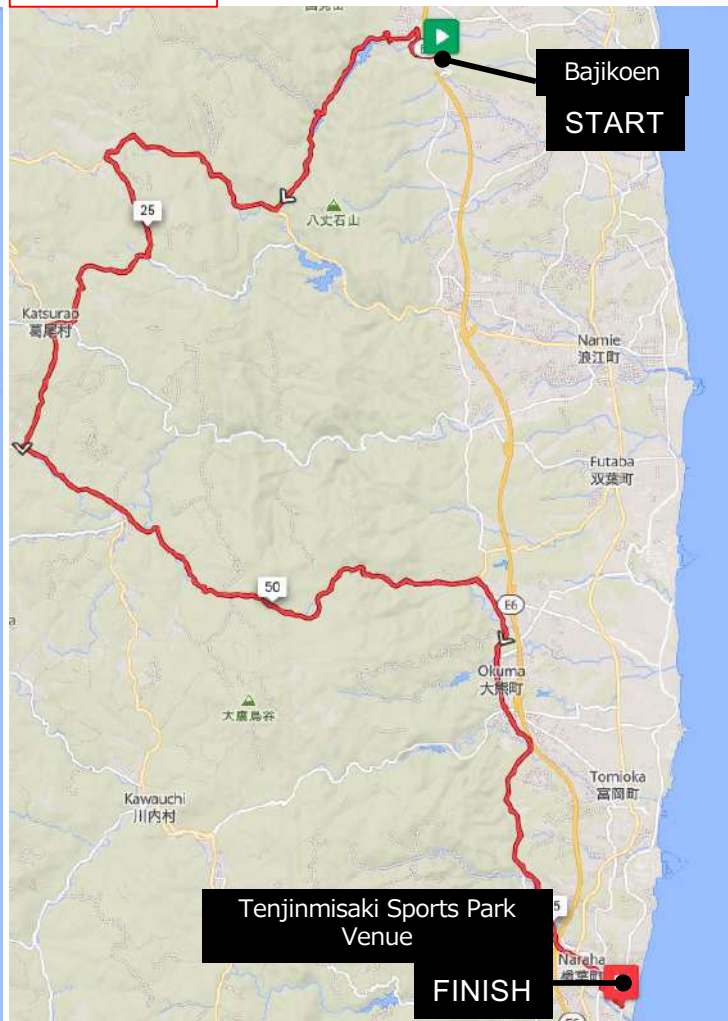 Bajikoen
START
八丈石山
25
Katsurao
葛尾村
Namie
浪江町
Futaba
双葉町
50
E6
Okuma
大熊町
大鷹鳥谷
Tomioka
富岡町
Kawauchi
川内村
Tenjinmisaki Sports Park
Venue
Naraha
楢葉町
FINISH